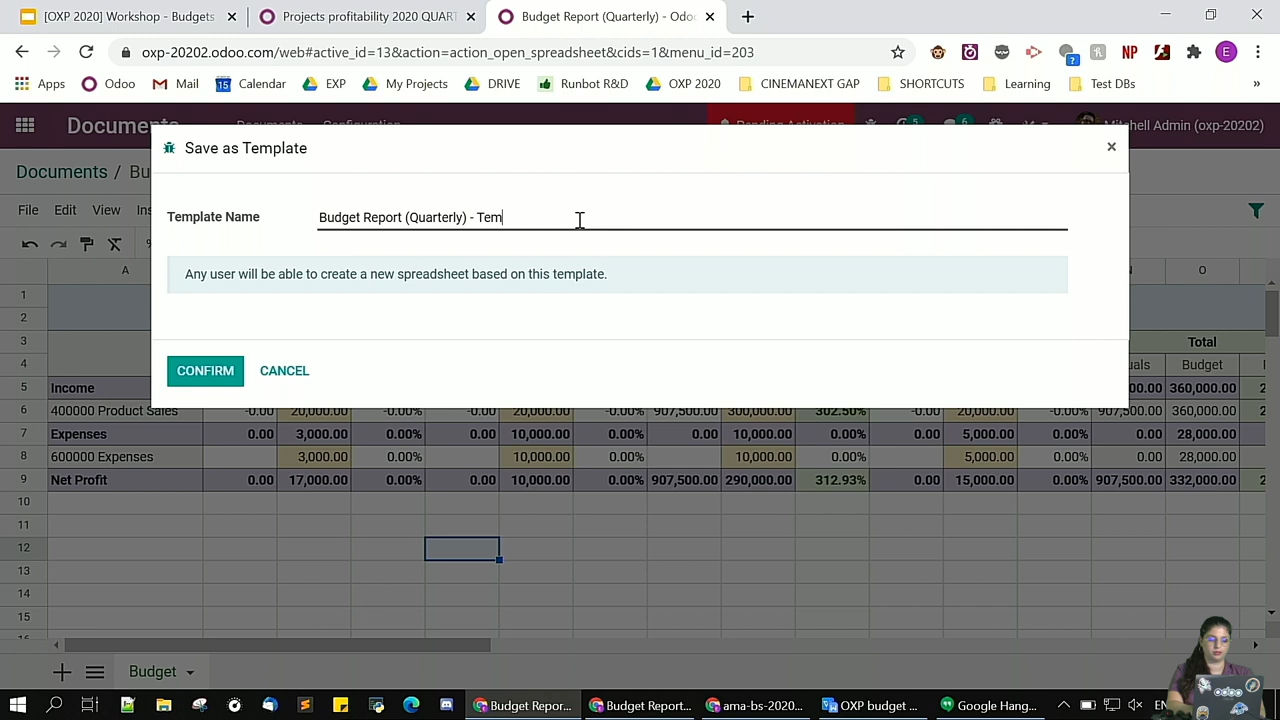 [OXP 2020] Workshop - Budgets
Projects profitability 2020 QUART
Budget Report (Quarterly) - Odoo
oxp-20202.odoo.com/web#active_id=13&action=action_open_spreadsheet&cids=1&menu_id=203
NP
E
Apps
Odoo
Mail
Calendar
EXP
My Projects
DRIVE
Runbot R&D
OXP 2020
CINEMANEXT GAP
SHORTCUTS
Learning
Test DBs
»
Documents
Documents
Configuration
Pending Activation
5
6
Mitchell Admin (oxp-20202)
Documents / Bu
File Edit View Ins
Save as Template
×
Template Name
Budget Report (Quarterly) - Tem
Any user will be able to create a new spreadsheet based on this template.
CONFIRM
CANCEL
A O
1
2
3 Total
4 Budget
5 Income 360,000.00
6 400000 Product Sales -0.00 20,000.00 -0.00% -0.00 20,000.00 -0.00% 907,500.00 300,000.00 302.50% -0.00 20,000.00 -0.00% 907,500.00 360,000.00
7 Expenses 0.00 3,000.00 0.00% 0.00 10,000.00 0.00% 0.00 10,000.00 0.00% 0.00 5,000.00 0.00% 0.00 28,000.00
8 600000 Expenses 3,000.00 0.00% 10,000.00 0.00% 10,000.00 0.00% 5,000.00 0.00% 0.00 28,000.00
9 Net Profit 0.00 17,000.00 0.00% 0.00 10,000.00 0.00% 907,500.00 290,000.00 312.93% 0.00 15,000.00 0.00% 907,500.00 332,000.00
10
11
12
13
14
15
Budget
odoo
Budget Repor...
Budget Report...
ama-bs-2020...
OXP budget ...
Google Hang...
ENG